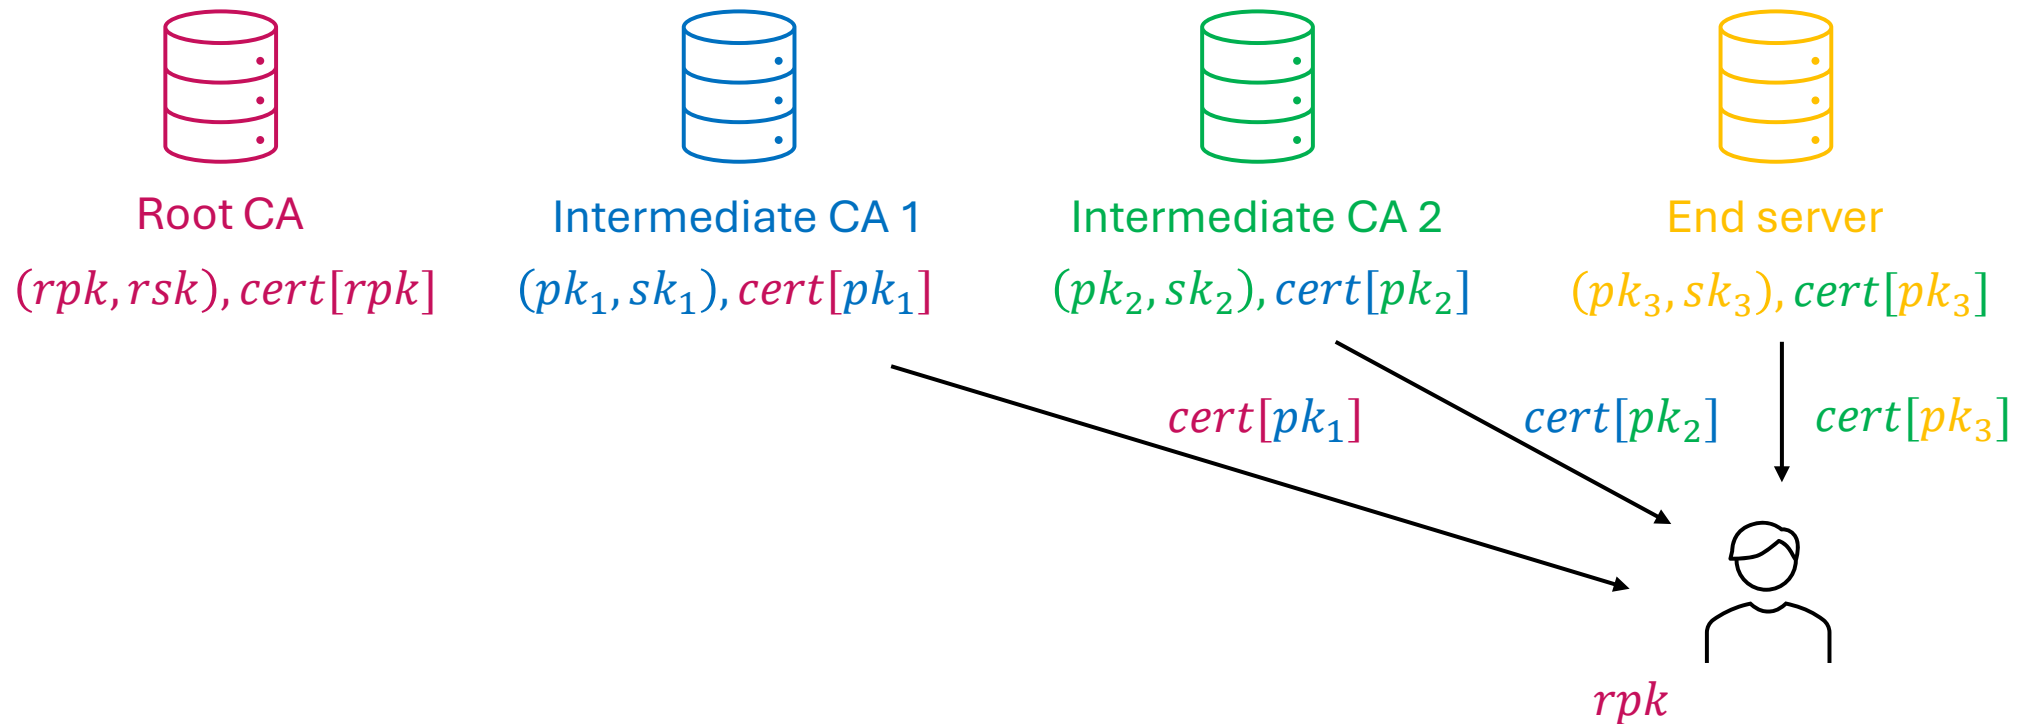 Root CA
Intermediate CA 1
Intermediate CA 2
End server
(rpk, rsk), cert[rpk]
(pk₁, sk₁), cert[pk₁]
(pk₂, sk₂), cert[pk₂]
(pk₃, sk₃), cert[pk₃]
cert[pk₁]
cert[pk₂]
cert[pk₃]
rpk